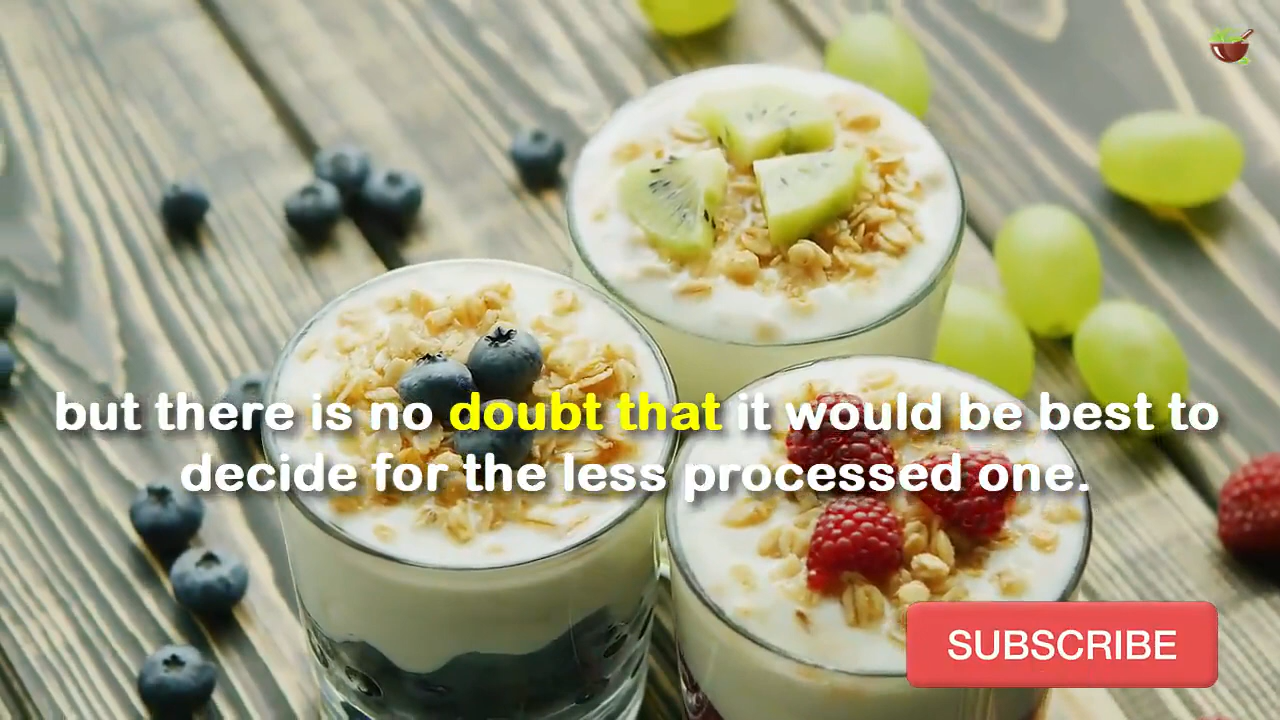 but there is no doubt that it would be best to
decide for the less processed one.
SUBSCRIBE